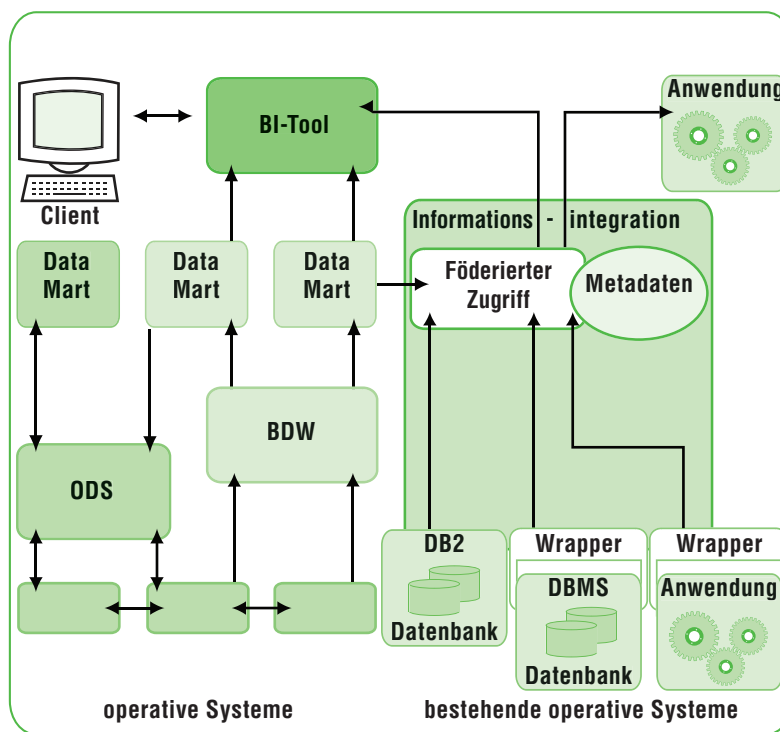 BI-Tool
Anwendung
Client
Informations - integration
Data
Mart
Data
Mart
Data
Mart
Föderierter
Zugriff
Metadaten
BDW
ODS
DB2
Datenbank
Wrapper
DBMS
Datenbank
Wrapper
Anwendung
operative Systeme
bestehende operative Systeme